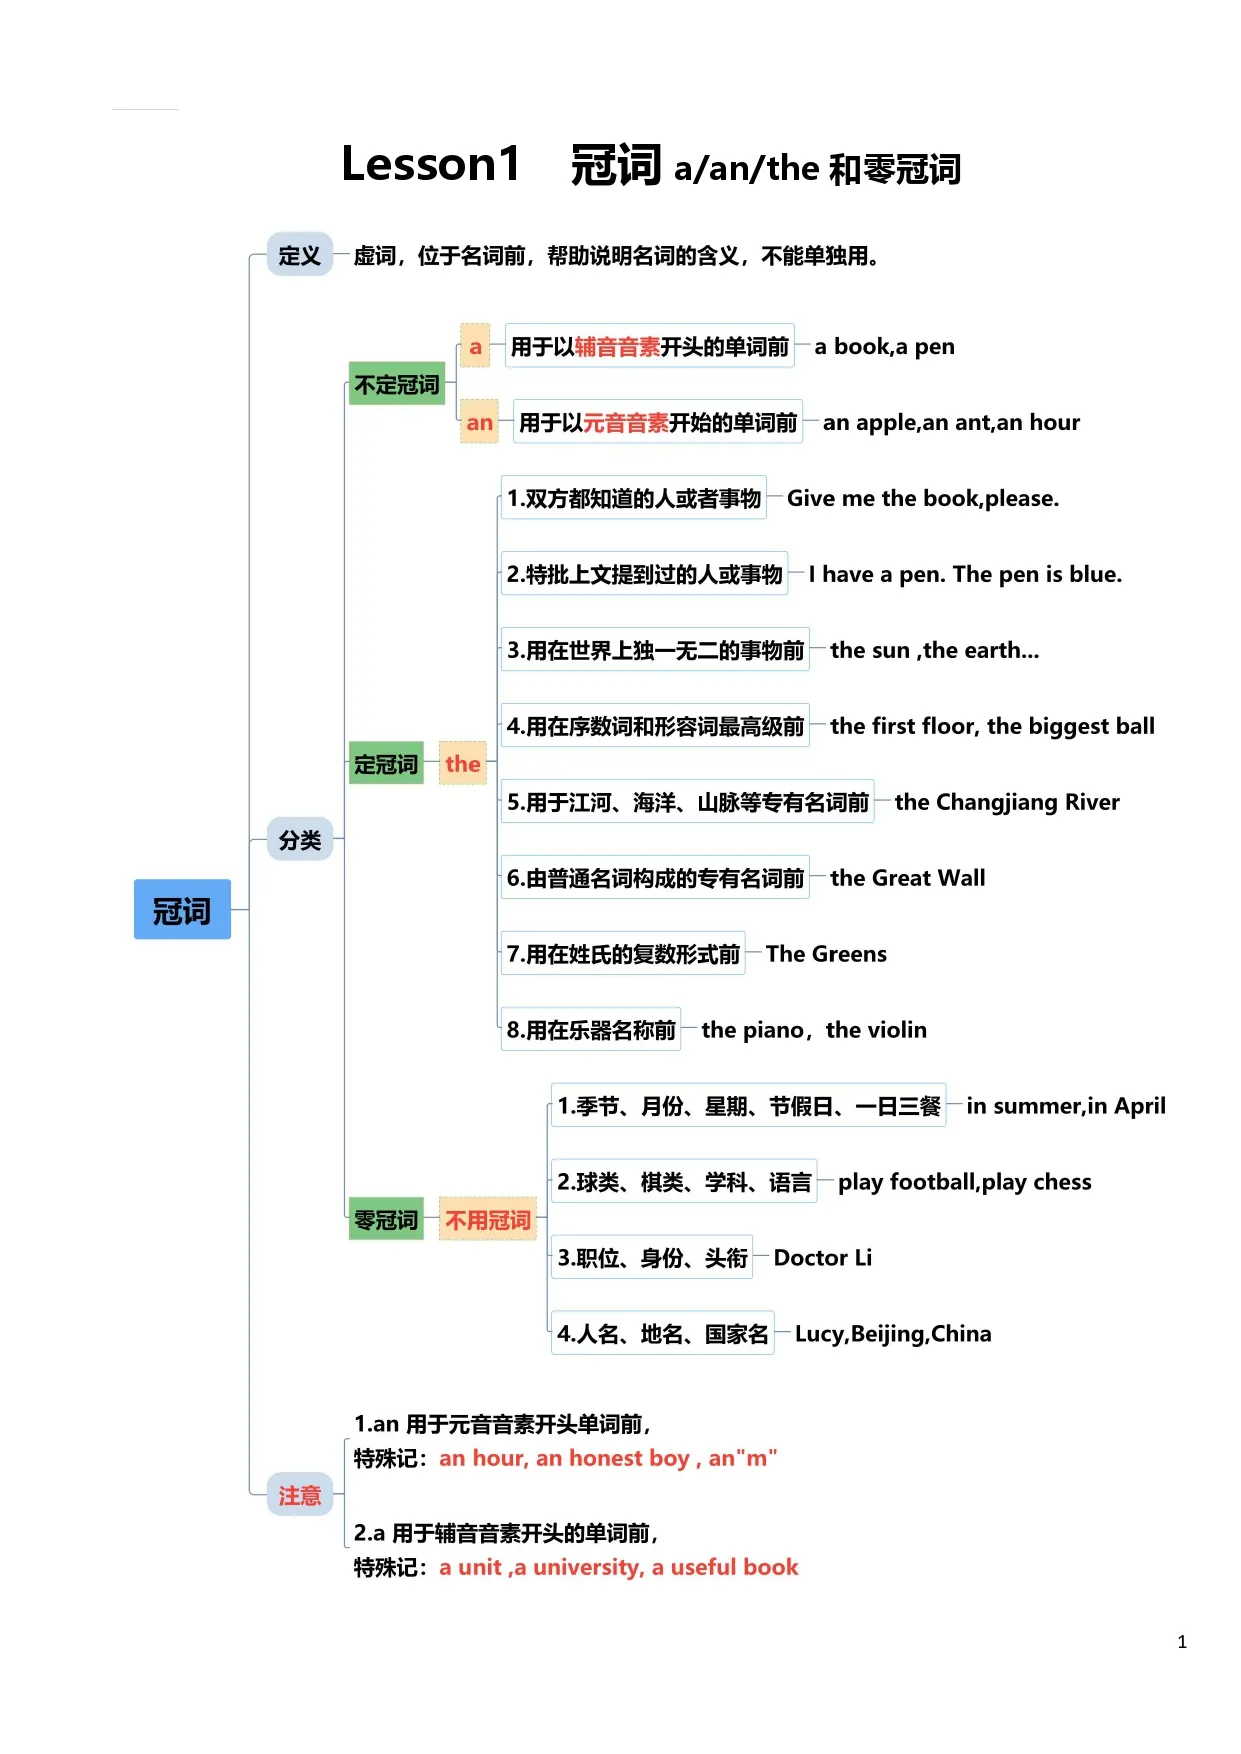 Lesson1 冠词 a/an/the 和零冠词
定义 虚词，位于名词前，帮助说明名词的含义，不能单独用。
a 用于以辅音音素开头的单词前 a book,a pen
不定冠词
an 用于以元音音素开始的单词前 an apple,an ant,an hour
1.双方都知道的人或者事物 Give me the book,please.
2.特批上文提到过的人或事物 I have a pen. The pen is blue.
3.用在世界上独一无二的事物前 the sun ,the earth...
4.用在序数词和形容词最高级前 the first floor, the biggest ball
定冠词 the
5.用于江河、海洋、山脉等专有名词前 the Changjiang River
分类
6.由普通名词构成的专有名词前 the Great Wall
冠词
7.用在姓氏的复数形式前 The Greens
8.用在乐器名称前 the piano，the violin
1.季节、月份、星期、节假日、一日三餐 in summer,in April
2.球类、棋类、学科、语言 play football,play chess
零冠词 不用冠词
3.职位、身份、头衔 Doctor Li
4.人名、地名、国家名 Lucy,Beijing,China
1.an 用于元音音素开头单词前，
特殊记：an hour, an honest boy , an"m"
注意
2.a 用于辅音音素开头的单词前，
特殊记：a unit ,a university, a useful book
1